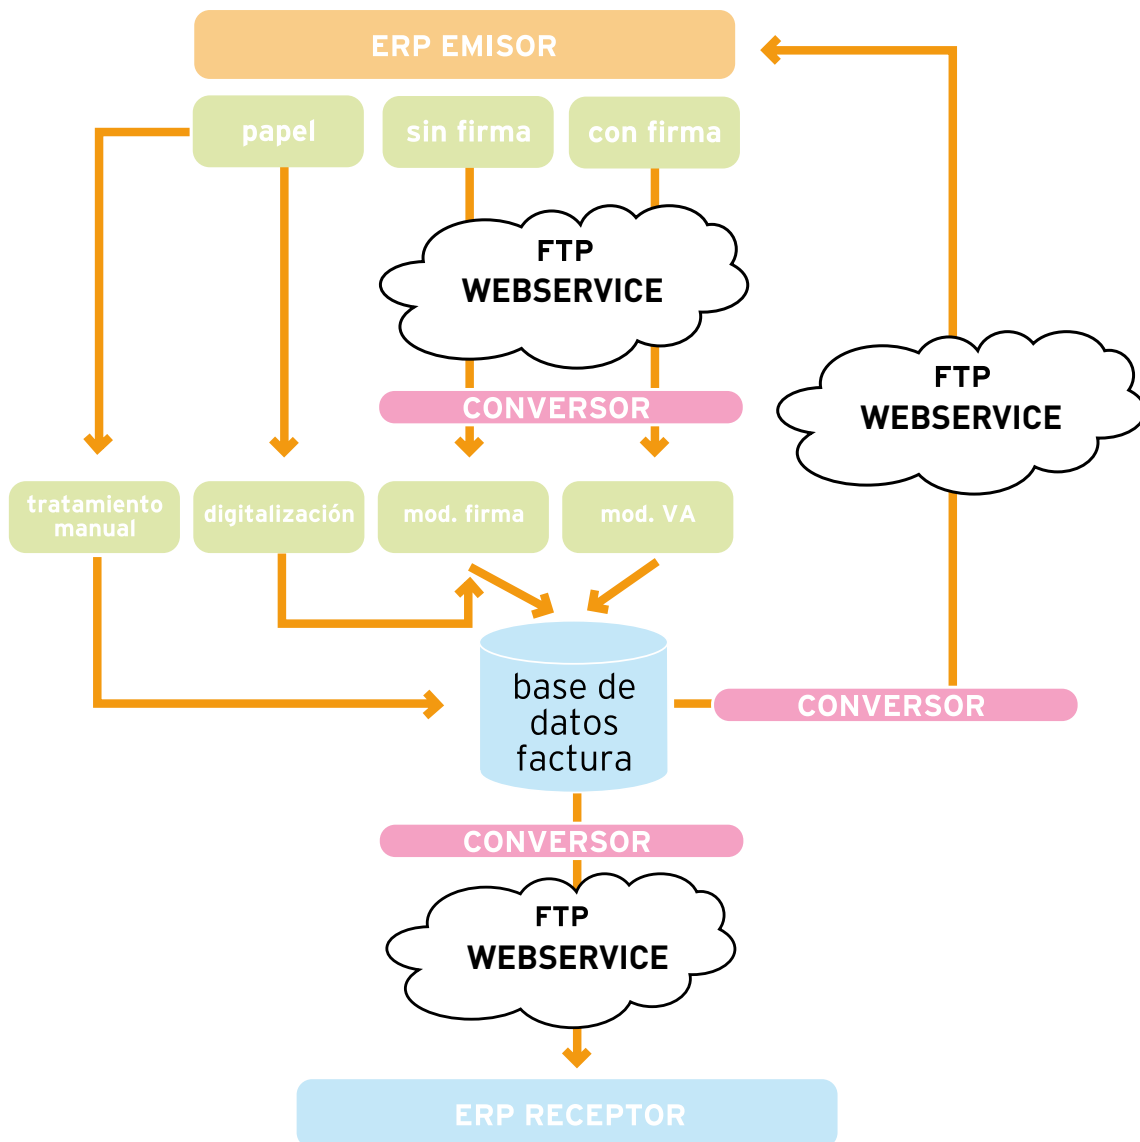 ERP EMISOR
papel
sin firma
con firma
FTP
WEBSERVICE
FTP
WEBSERVICE
CONVERSOR
tratamiento
manual
digitalización
mod. firma
mod. VA
base de
datos
factura
CONVERSOR
CONVERSOR
FTP
WEBSERVICE
ERP RECEPTOR